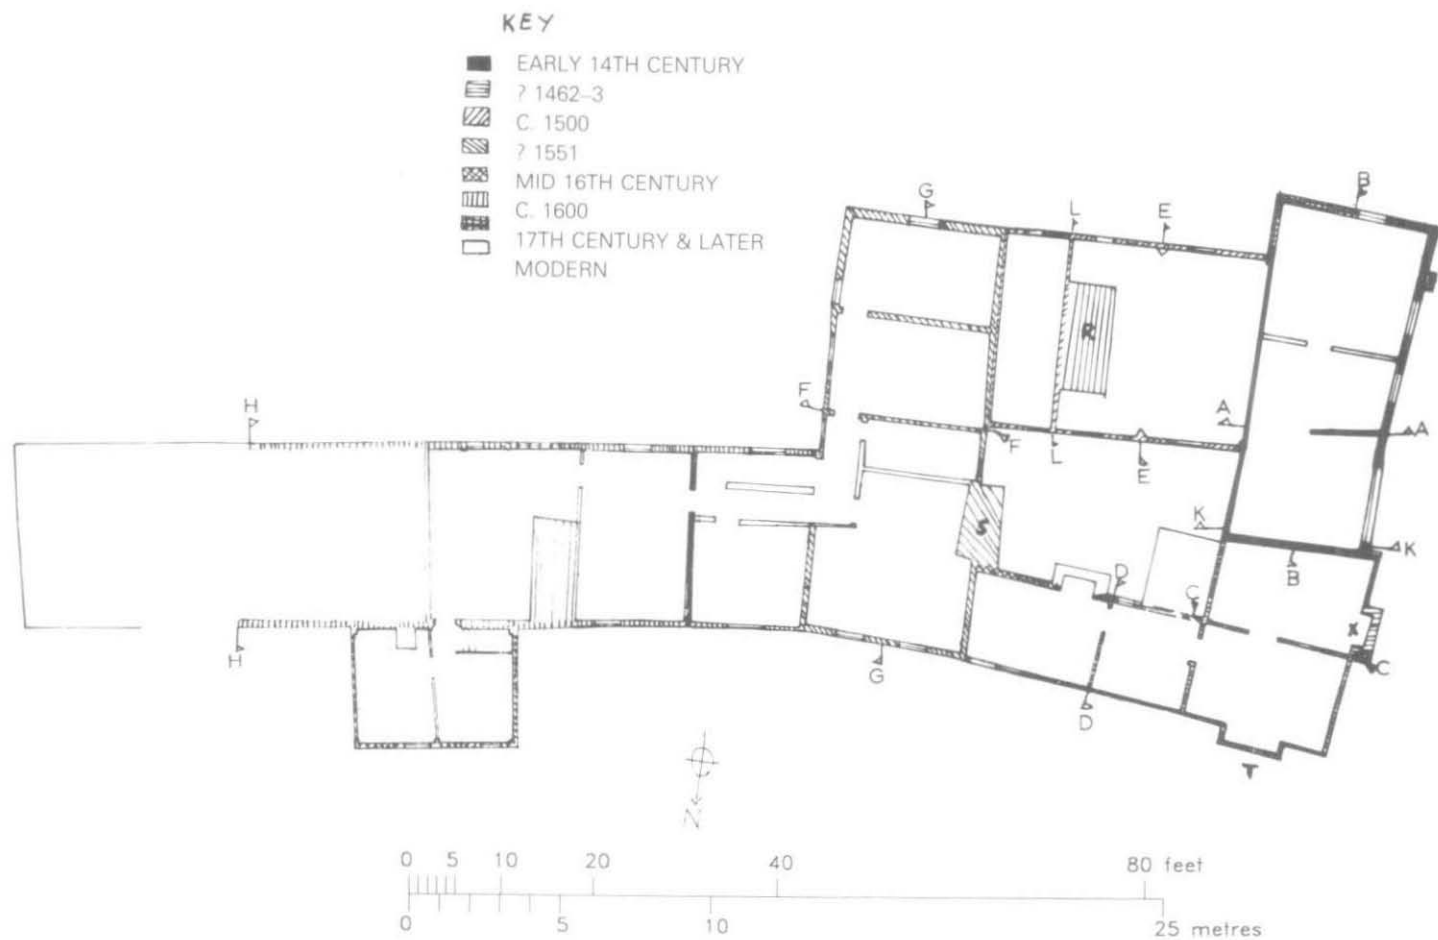 KEY
EARLY 14TH CENTURY
? 1462–3
C. 1500
? 1551
MID 16TH CENTURY
C. 1600
17TH CENTURY & LATER
MODERN
B
G
L
E
R
F
H
A
A
F
L
E
S
K
K
D
B
C
X
C
H
G
D
T
N
0 5 10 20 40 80 feet
0 5 10 25 metres